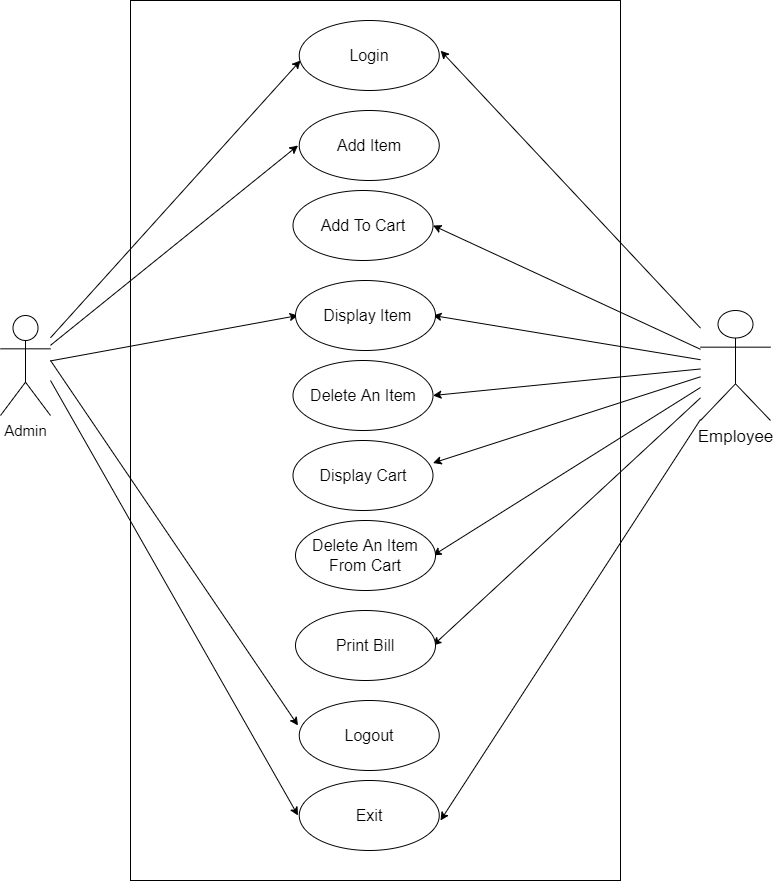 Login
Add Item
Add To Cart
Display Item
Delete An Item
Admin
Employee
Display Cart
Delete An Item
From Cart
Print Bill
Logout
Exit